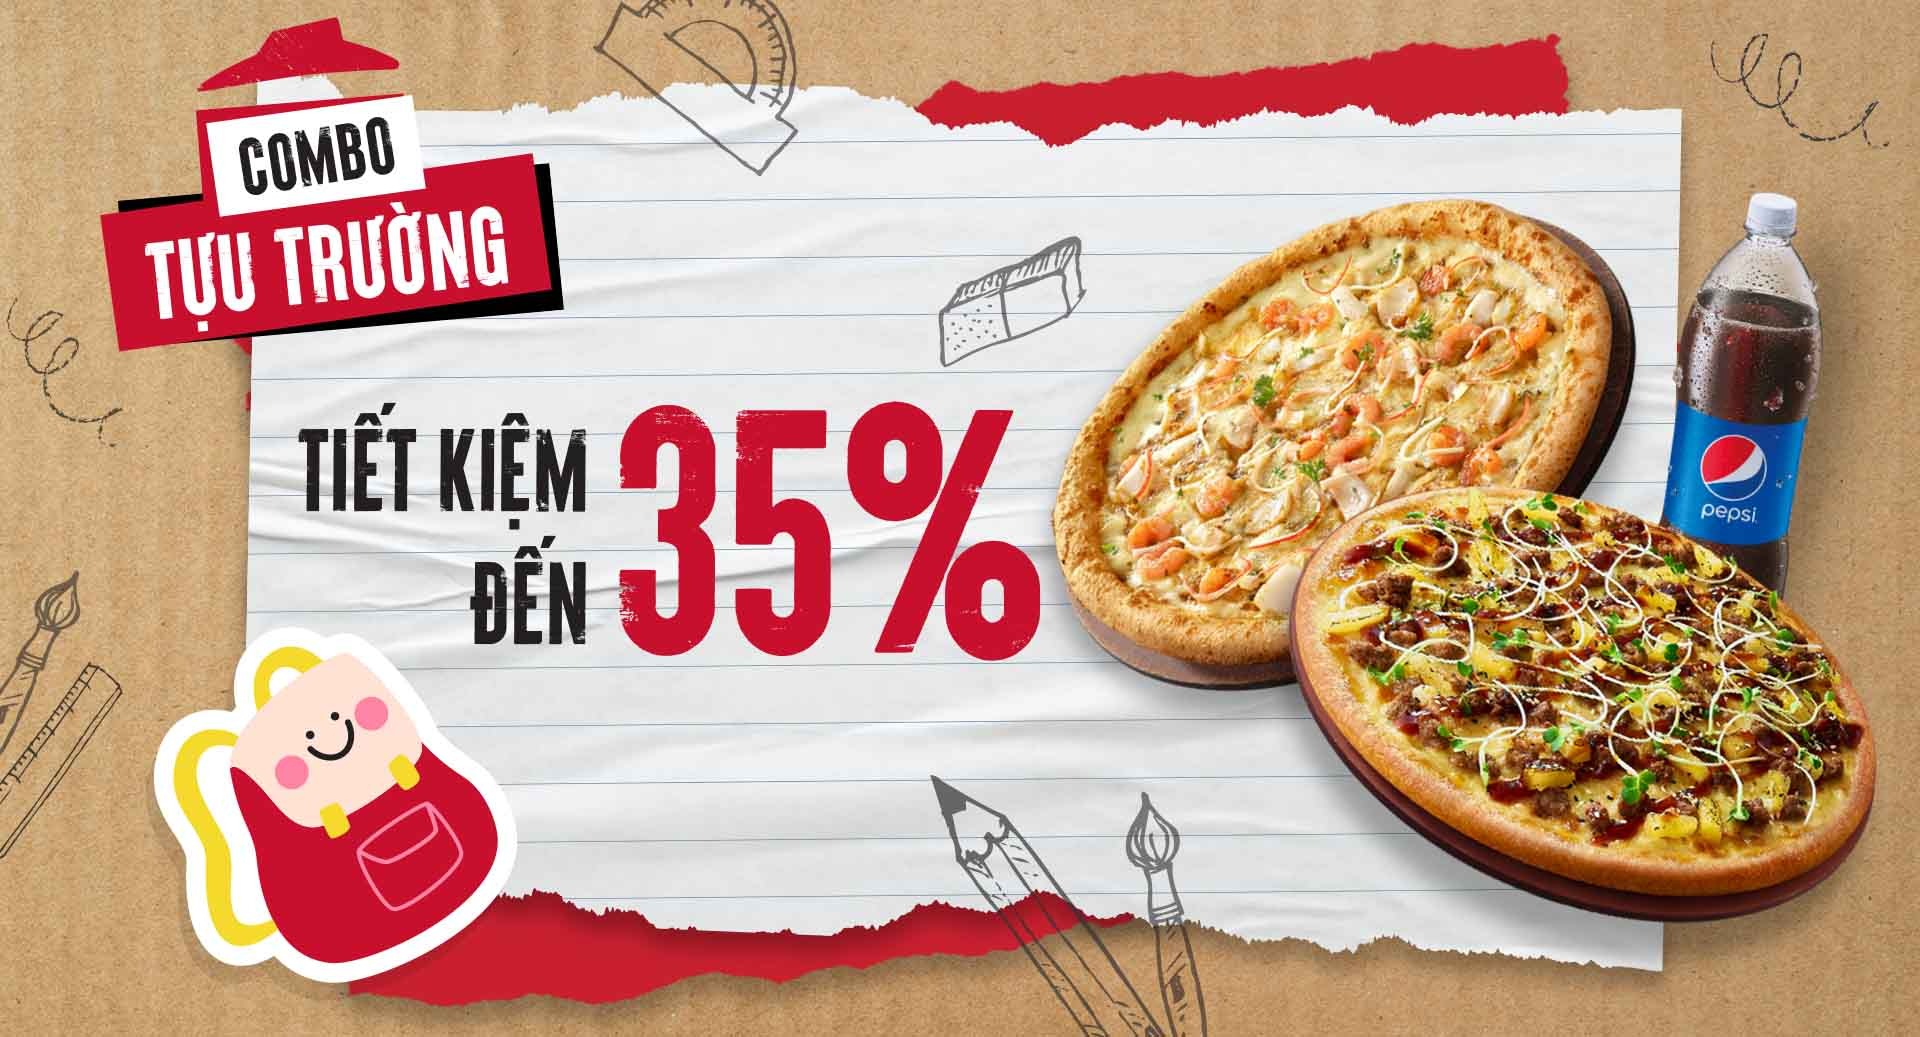 COMBO
TỰU TRƯỜNG
TIẾT KIỆM
ĐẾN
35%
pepsi